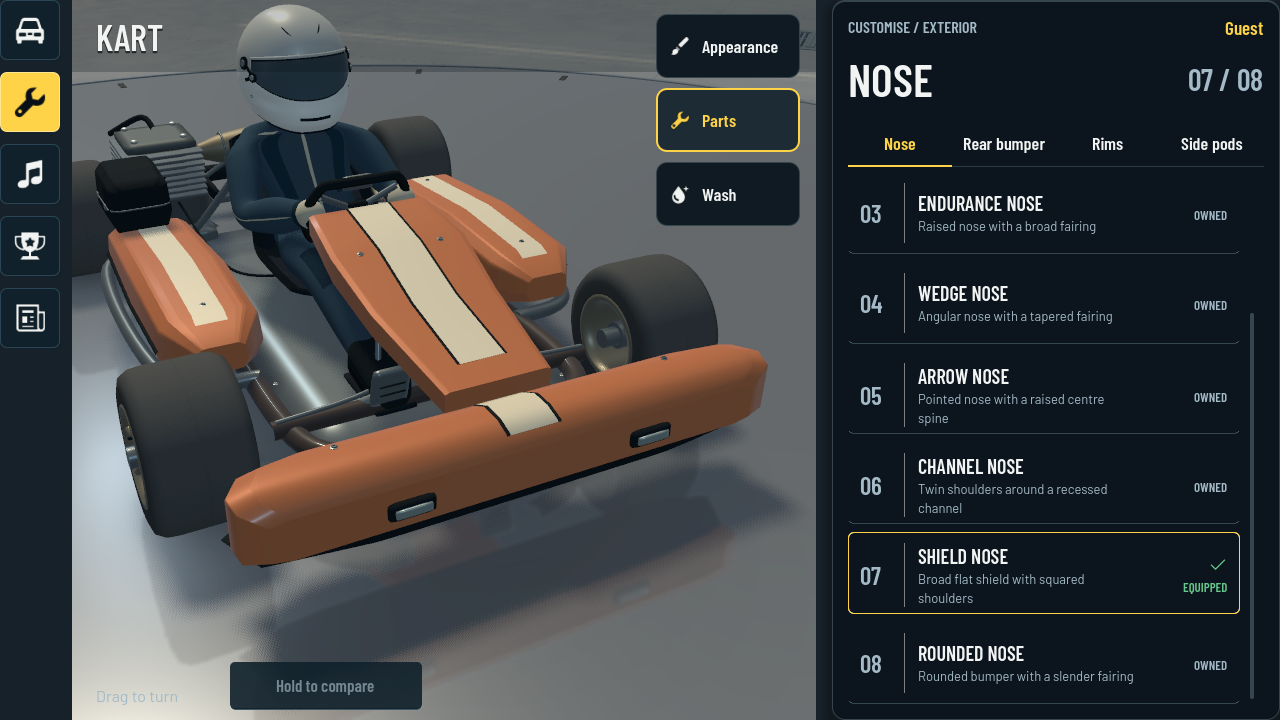 KART
Appearance
Parts
Wash
Drag to turn
Hold to compare
CUSTOMISE / EXTERIOR
Guest
NOSE
07 / 08
Nose
Rear bumper
Rims
Side pods
03
ENDURANCE NOSE
Raised nose with a broad fairing
OWNED
04
WEDGE NOSE
Angular nose with a tapered fairing
OWNED
05
ARROW NOSE
Pointed nose with a raised centre
spine
OWNED
06
CHANNEL NOSE
Twin shoulders around a recessed
channel
OWNED
07
SHIELD NOSE
Broad flat shield with squared
shoulders
EQUIPPED
08
ROUNDED NOSE
Rounded bumper with a slender fairing
OWNED